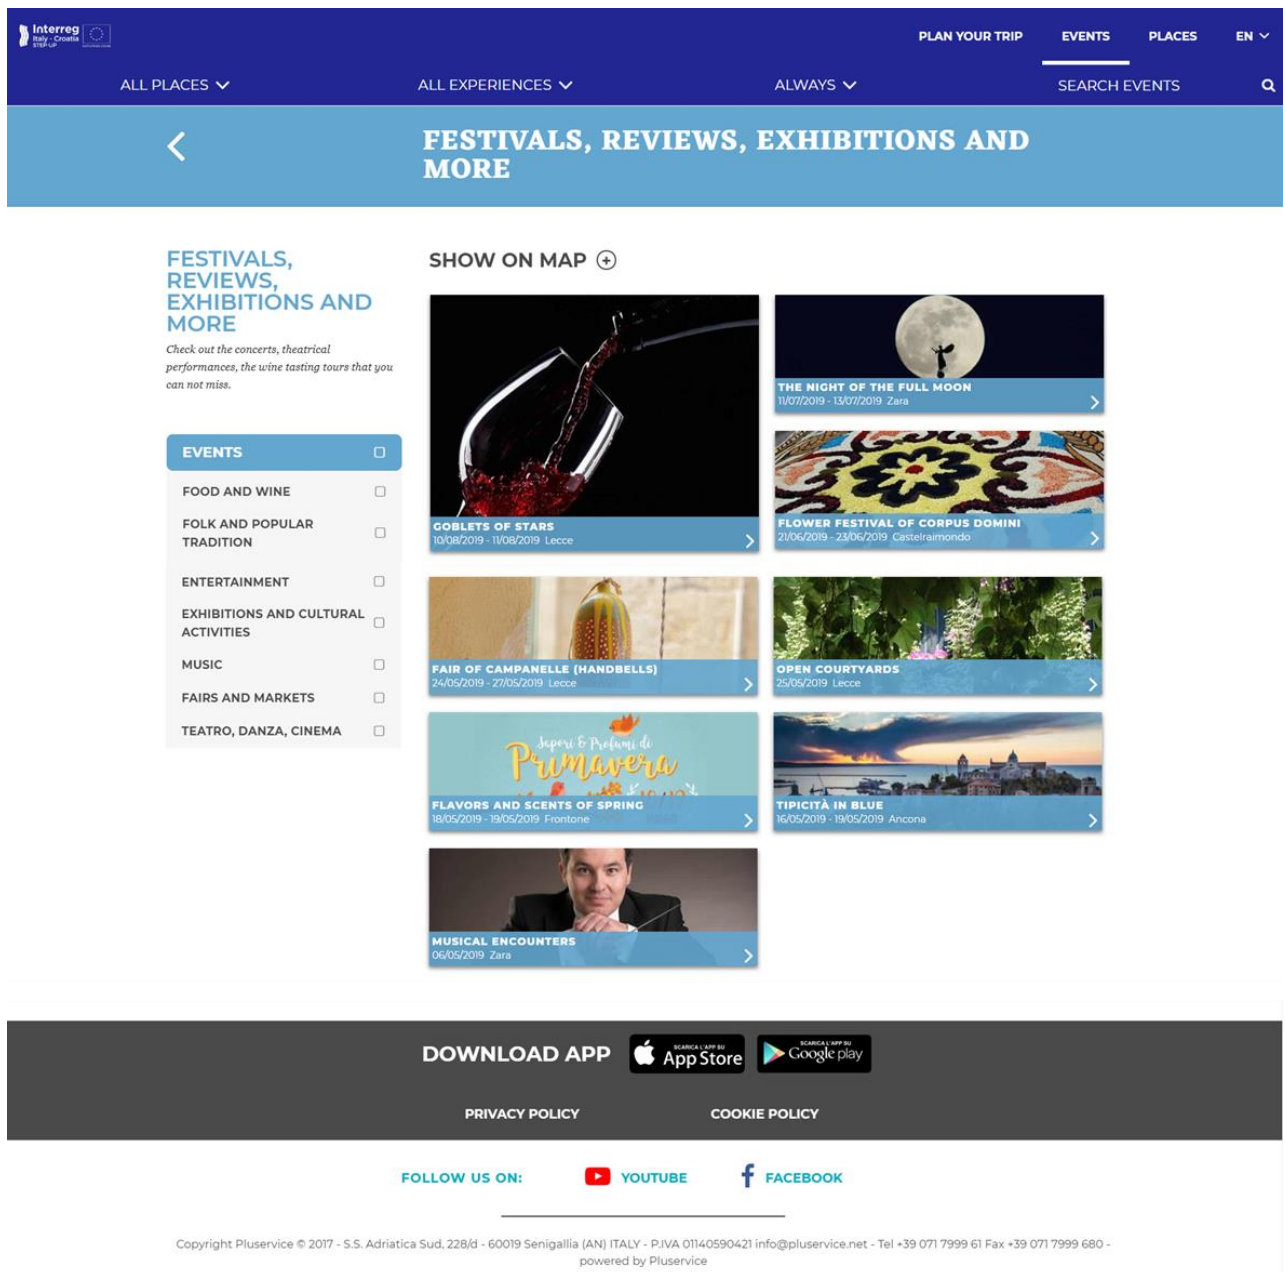 Interreg
Italy - Croatia
STEP-UP
PLAN YOUR TRIP
EVENTS
PLACES
EN
ALL PLACES
ALL EXPERIENCES
ALWAYS
SEARCH EVENTS
FESTIVALS, REVIEWS, EXHIBITIONS AND
MORE
FESTIVALS,
REVIEWS,
EXHIBITIONS AND
MORE
Check out the concerts, theatrical
performances, the wine tasting tours that you
can not miss.
EVENTS
FOOD AND WINE
FOLK AND POPULAR
TRADITION
ENTERTAINMENT
EXHIBITIONS AND CULTURAL
ACTIVITIES
MUSIC
FAIRS AND MARKETS
TEATRO, DANZA, CINEMA
SHOW ON MAP
GOBLETS OF STARS
10/08/2019 - 11/08/2019 Lecce
THE NIGHT OF THE FULL MOON
11/07/2019 - 13/07/2019 Zara
FLOWER FESTIVAL OF CORPUS DOMINI
21/06/2019 - 23/06/2019 Castelraimondo
FAIR OF CAMPANELLE (HANDBELLS)
24/05/2019 - 27/05/2019 Lecce
OPEN COURTYARDS
25/05/2019 Lecce
Sapori & Profumi di
Primavera
FLAVORS AND SCENTS OF SPRING
18/05/2019 - 19/05/2019 Frontone
TIPICITÀ IN BLUE
16/05/2019 - 19/05/2019 Ancona
MUSICAL ENCOUNTERS
06/05/2019 Zara
DOWNLOAD APP
SCARICA L'APP SU
App Store
SCARICA L'APP SU
Google play
PRIVACY POLICY
COOKIE POLICY
FOLLOW US ON:
YOUTUBE
FACEBOOK
Copyright Pluservice © 2017 - S.S. Adriatica Sud, 228/d - 60019 Senigallia (AN) ITALY - P.IVA 01140590421 info@pluservice.net - Tel +39 071 7999 61 Fax +39 071 7999 680 -
powered by Pluservice